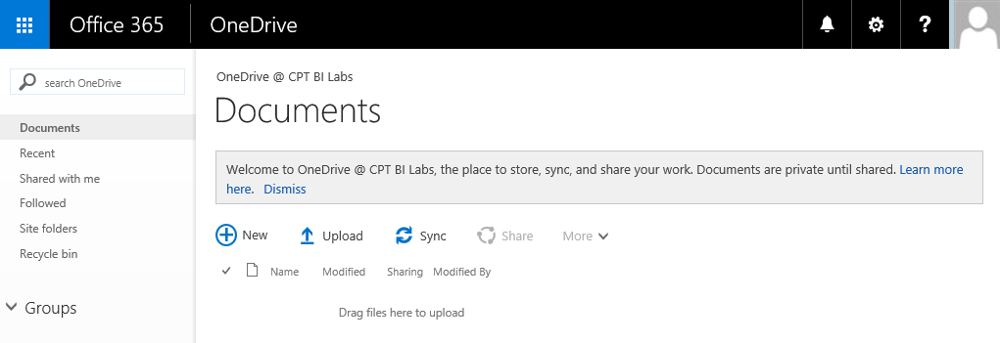 Office 365 OneDrive ?
search OneDrive
Documents
Recent
Shared with me
Followed
Site folders
Recycle bin
Groups
OneDrive @ CPT BI Labs
Documents
Welcome to OneDrive @ CPT BI Labs, the place to store, sync, and share your work. Documents are private until shared. Learn more
here. Dismiss
New Upload Sync Share More
Name Modified Sharing Modified By
Drag files here to upload